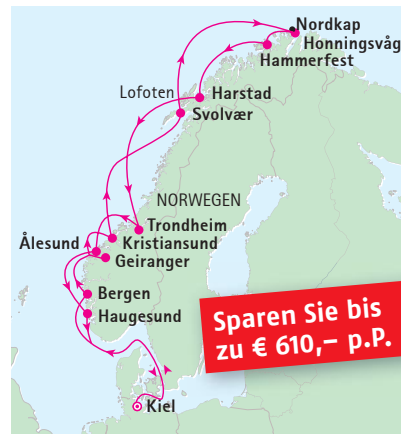 Nordkap
Honningsvåg
Hammerfest
Lofoten
Harstad
Svolvær
NORWEGEN
Trondheim
Ålesund
Kristiansund
Geiranger
Bergen
Haugesund
Sparen Sie bis
zu € 610,– p.P.
Kiel